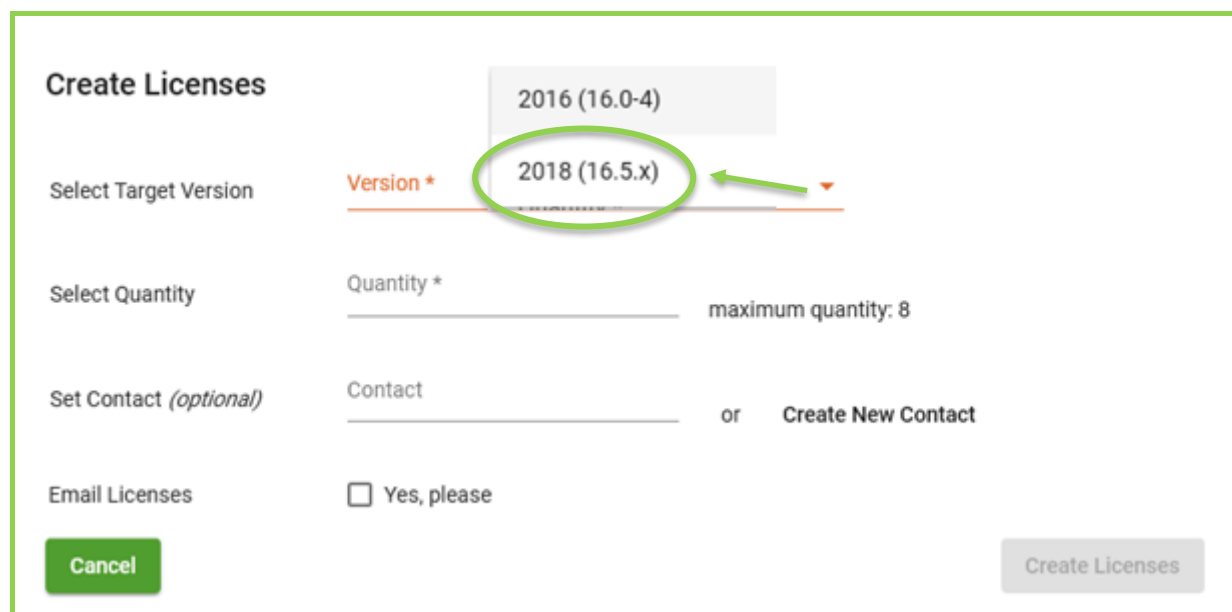 Create Licenses
2016 (16.0-4)
2018 (16.5.x)
Select Target Version Version *
Select Quantity Quantity * maximum quantity: 8
Set Contact (optional) Contact or Create New Contact
Email Licenses Yes, please
Cancel Create Licenses